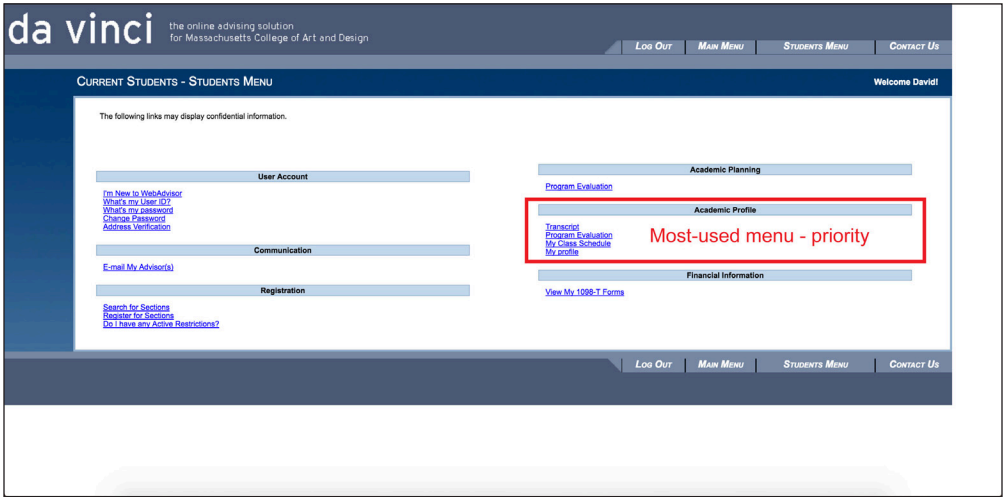 da vinci
the online advising solution
for Massachusetts College of Art and Design
Log Out Main Menu Students Menu Contact Us
Current Students - Students Menu
Welcome David!
The following links may display confidential information.
User Account
I'm New to WebAdvisor
What's my User ID?
What's my password
Change Password
Address Verification
Communication
E-mail My Advisor(s)
Registration
Search for Sections
Register for Sections
Do I have any Active Restrictions?
Academic Planning
Program Evaluation
Academic Profile
Transcript
Program Evaluation
My Class Schedule
My profile
Most-used menu - priority
Financial Information
View My 1098-T Forms
Log Out Main Menu Students Menu Contact Us